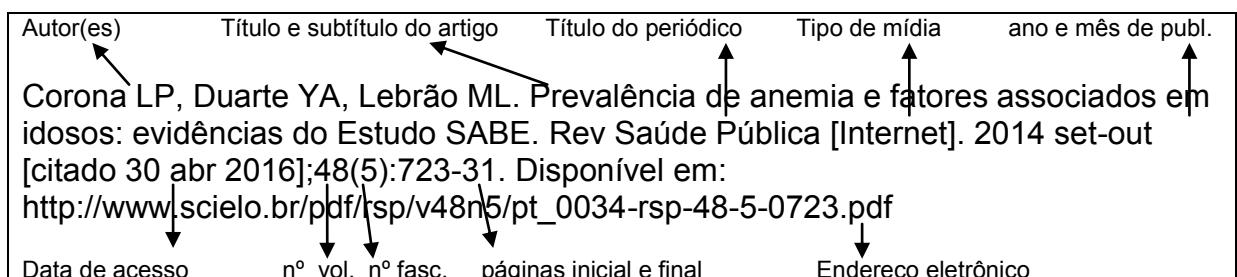 Autor(es) Título e subtítulo do artigo Título do periódico Tipo de mídia ano e mês de publ.
Corona LP, Duarte YA, Lebrão ML. Prevalência de anemia e fatores associados em
idosos: evidências do Estudo SABE. Rev Saúde Pública [Internet]. 2014 set-out
[citado 30 abr 2016];48(5):723-31. Disponível em:
http://www.scielo.br/pdf/rsp/v48n5/pt_0034-rsp-48-5-0723.pdf
Data de acesso nº vol. nº fasc. páginas inicial e final Endereço eletrônico